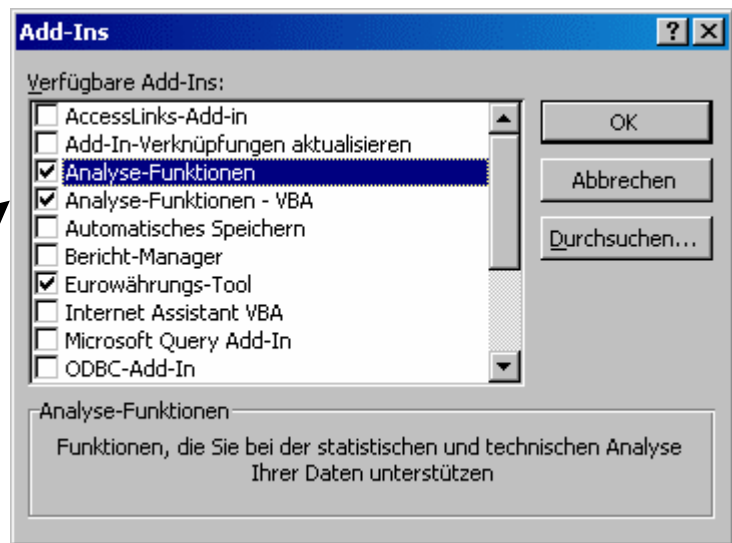 Add-Ins
Verfügbare Add-Ins:
AccessLinks-Add-in
Add-In-Verknüpfungen aktualisieren
Analyse-Funktionen
Analyse-Funktionen - VBA
Automatisches Speichern
Bericht-Manager
Eurowährungs-Tool
Internet Assistant VBA
Microsoft Query Add-In
ODBC-Add-In
OK
Abbrechen
Durchsuchen...
Analyse-Funktionen
Funktionen, die Sie bei der statistischen und technischen Analyse
Ihrer Daten unterstützen